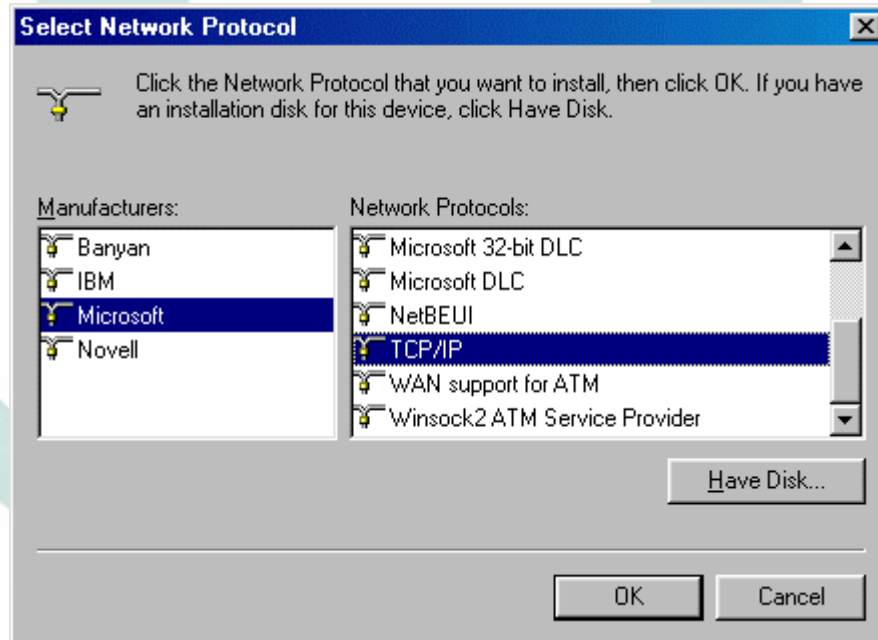 Select Network Protocol
Click the Network Protocol that you want to install, then click OK. If you have
an installation disk for this device, click Have Disk.
Manufacturers:
Banyan
IBM
Microsoft
Novell
Network Protocols:
Microsoft 32-bit DLC
Microsoft DLC
NetBEUI
TCP/IP
WAN support for ATM
Winsock2 ATM Service Provider
Have Disk...
OK
Cancel